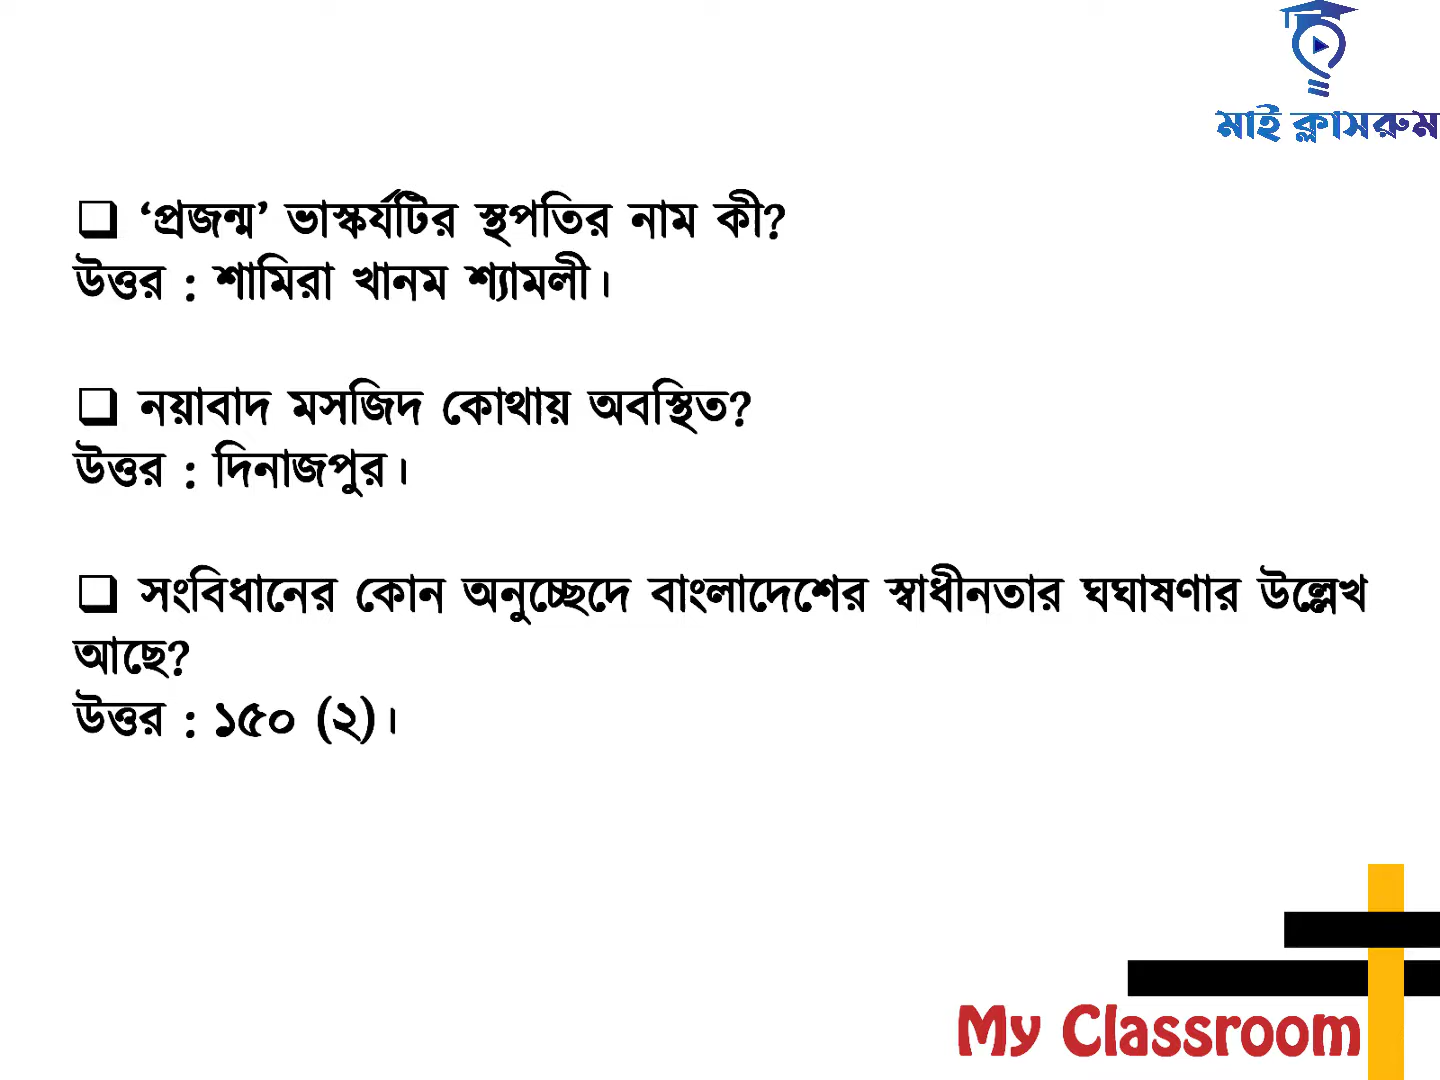 মাই ক্লাসরুম
❑ ‘প্রজন্ম’ ভাস্কর্যটির স্থপতির নাম কী?
উত্তর : শামিরা খানম শ্যামলী।
❑ নয়াবাদ মসজিদ কোথায় অবস্থিত?
উত্তর : দিনাজপুর।
❑ সংবিধানের কোন অনুচ্ছেদে বাংলাদেশের স্বাধীনতার ঘঘাষণার উল্লেখ
আছে?
উত্তর : ১৫০ (২)।
My Classroom